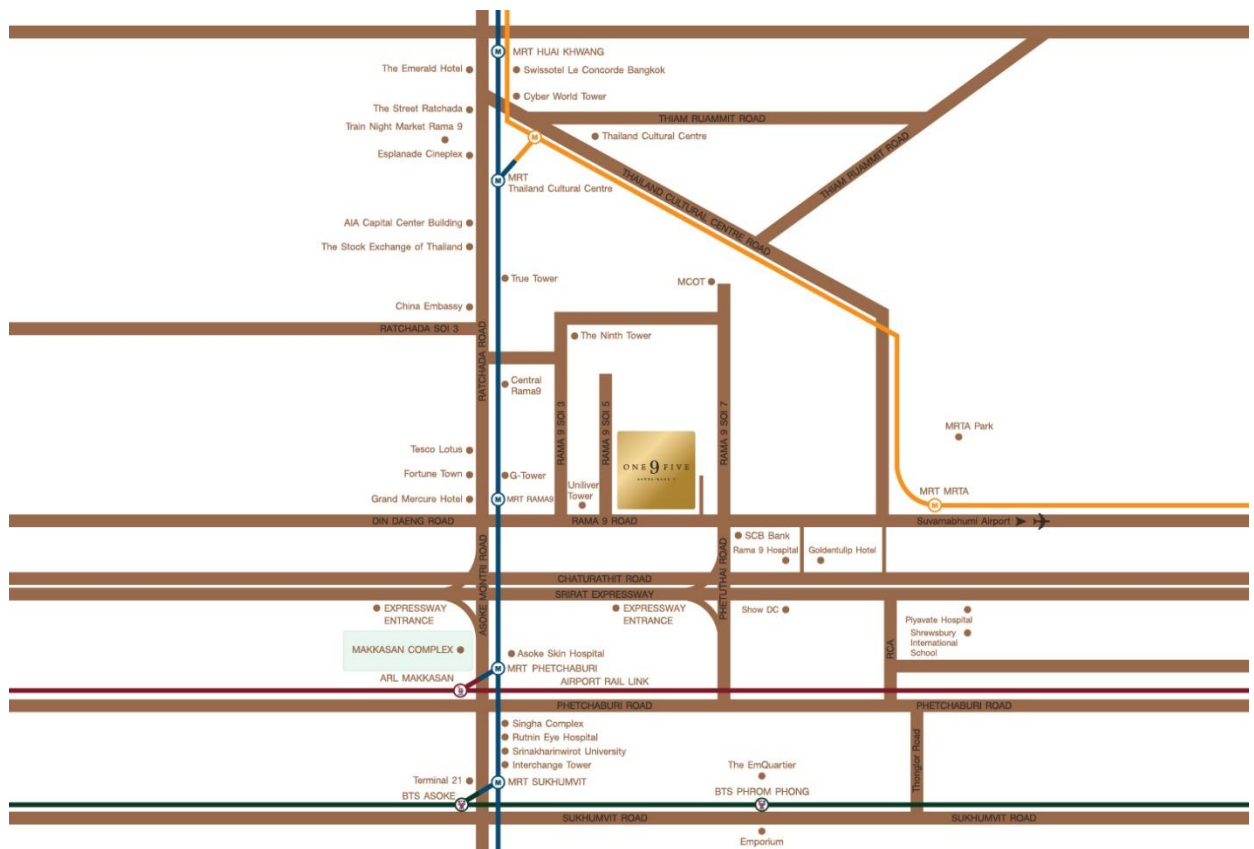 MRT HUAI KHWANG
The Emerald Hotel
Swissotel Le Concorde Bangkok
Cyber World Tower
The Street Ratchada
THIAM RUAMMIT ROAD
Train Night Market Rama 9
Thailand Cultural Centre
Esplanade Cineplex
THIAM RUAMMIT ROAD
MRT
Thailand Cultural Centre
THAILAND CULTURAL CENTRE ROAD
AIA Capital Center Building
The Stock Exchange of Thailand
True Tower
MCOT
China Embassy
RATCHADA SOI 3
RATCHADA ROAD
The Ninth Tower
Central
Rama9
RAMA 9 SOI 3
RAMA 9 SOI 5
RAMA 9 SOI 7
MRTA Park
Tesco Lotus
ONE 9 FIVE
Fortune Town
G-Tower
Uniliver
Tower
Grand Mercure Hotel
MRT RAMA9
MRT MRTA
DIN DAENG ROAD
RAMA 9 ROAD
Suvarnabhumi Airport
SCB Bank
Rama 9 Hospital
Goldentulip Hotel
ASOKE MONTRI ROAD
PHETUTHAI ROAD
CHATURATHIT ROAD
SRIRAT EXPRESSWAY
EXPRESSWAY
ENTRANCE
EXPRESSWAY
ENTRANCE
Show DC
RCA
Piyavate Hospital
Shrewsbury
International
School
MAKKASAN COMPLEX
Asoke Skin Hospital
MRT PHETCHABURI
ARL MAKKASAN
AIRPORT RAIL LINK
PHETCHABURI ROAD
PHETCHABURI ROAD
Singha Complex
Rutnin Eye Hospital
Srinakharinwirot University
Interchange Tower
Thonglor Road
Terminal 21
MRT SUKHUMVIT
The EmQuartier
BTS ASOKE
BTS PHROM PHONG
SUKHUMVIT ROAD
SUKHUMVIT ROAD
Emporium